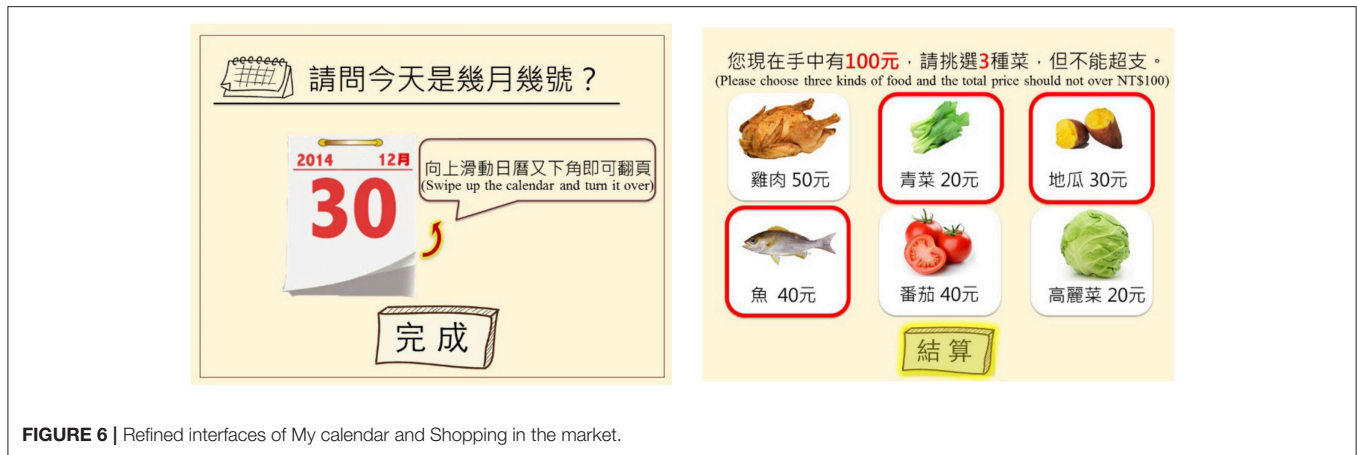 請問今天是幾月幾號？
2014 12月
30
向上滑動日曆又下角即可翻頁
(Swipe up the calendar and turn it over)
完成
您現在手中有100元，請挑選3種菜，但不能超支。
(Please choose three kinds of food and the total price should not over NT$100)
雞肉 50元
青菜 20元
地瓜 30元
魚 40元
番茄 40元
高麗菜 20元
結算
FIGURE 6 | Refined interfaces of My calendar and Shopping in the market.